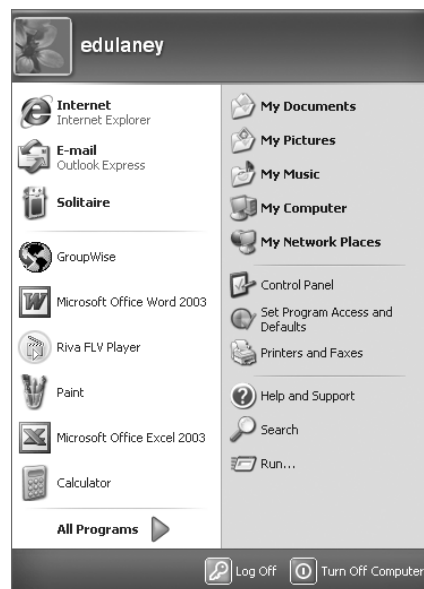 edulaney
Internet
Internet Explorer
E-mail
Outlook Express
Solitaire
GroupWise
Microsoft Office Word 2003
Riva FLV Player
Paint
Microsoft Office Excel 2003
Calculator
All Programs
My Documents
My Pictures
My Music
My Computer
My Network Places
Control Panel
Set Program Access and
Defaults
Printers and Faxes
Help and Support
Search
Run...
Log Off
Turn Off Computer